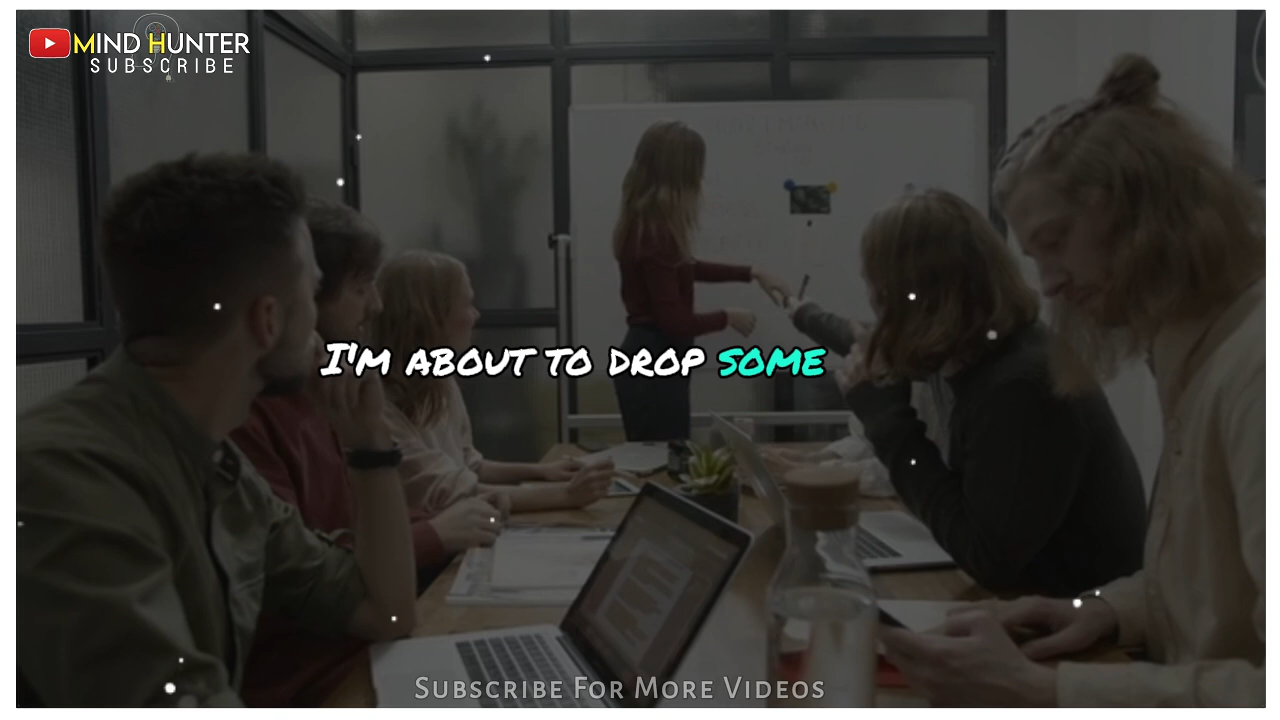 MIND HUNTER
SUBSCRIBE
I'M ABOUT TO DROP SOME
SUBSCRIBE FOR MORE VIDEOS